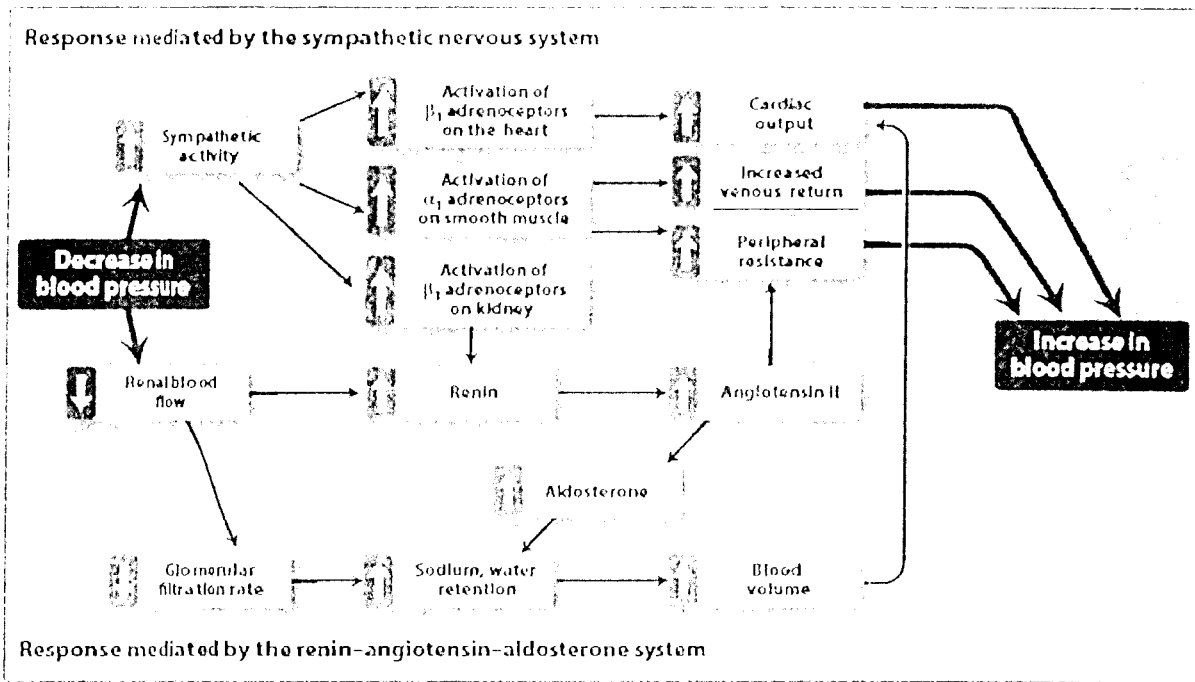 Response mediated by the sympathetic nervous system
Sympathetic
activity
Activation of
β1 adrenoceptors
on the heart
Cardiac
output
Activation of
α1 adrenoceptors
on smooth muscle
Increased
venous return
Peripheral
resistance
Decrease in
blood pressure
Activation of
β1 adrenoceptors
on kidney
Increase in
blood pressure
Renal blood
flow
Renin
Angiotensin II
Aldosterone
Glomerular
filtration rate
Sodium, water
retention
Blood
volume
Response mediated by the renin-angiotensin-aldosterone system